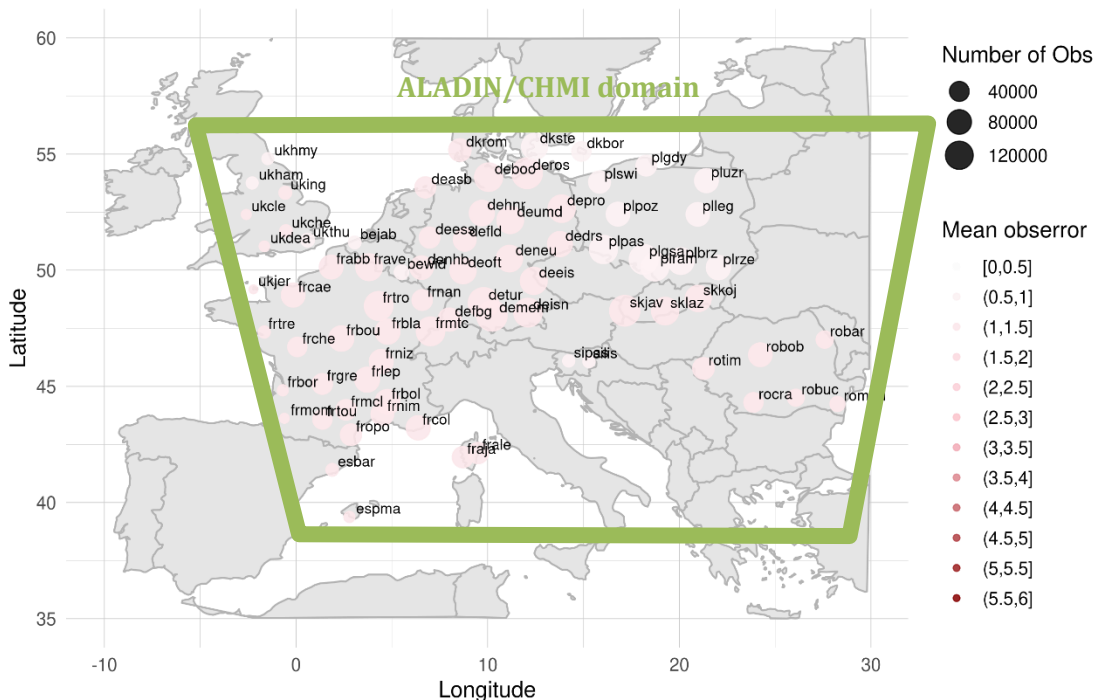 60
55
50
45
40
35
Latitude
-10
0
10
20
30
Longitude
ALADIN/CHMI domain
ukhmy
ukham
uking
ukcle
ukche
ukdea
ukthu
ukjer
bejab
bewid
dkrom
dkste
dkbor
deboo
deros
deasb
dehnr
deumd
depro
deess
defld
dedrs
deneu
denhb
deoft
deeis
detur
demem
deisn
defbg
plgdy
plswi
pluzr
plpoz
plleg
plpas
plgsa
plram
plbrz
plrze
frabb
frave
frcae
frtro
frnan
frtre
frche
frbou
frbla
frmtc
frniz
frbor
frgre
frlep
frmom
frtou
frmcl
frbol
frnim
fropo
frcol
fraja
frale
esbar
espma
skjav
sklaz
skkoj
sipas
silis
rotim
robob
robar
rocra
robuc
Number of Obs
40000
80000
120000
Mean obserror
[0,0.5]
(0.5,1]
(1,1.5]
(1.5,2]
(2,2.5]
(2.5,3]
(3,3.5]
(3.5,4]
(4,4.5]
(4.5,5]
(5,5.5]
(5.5,6]